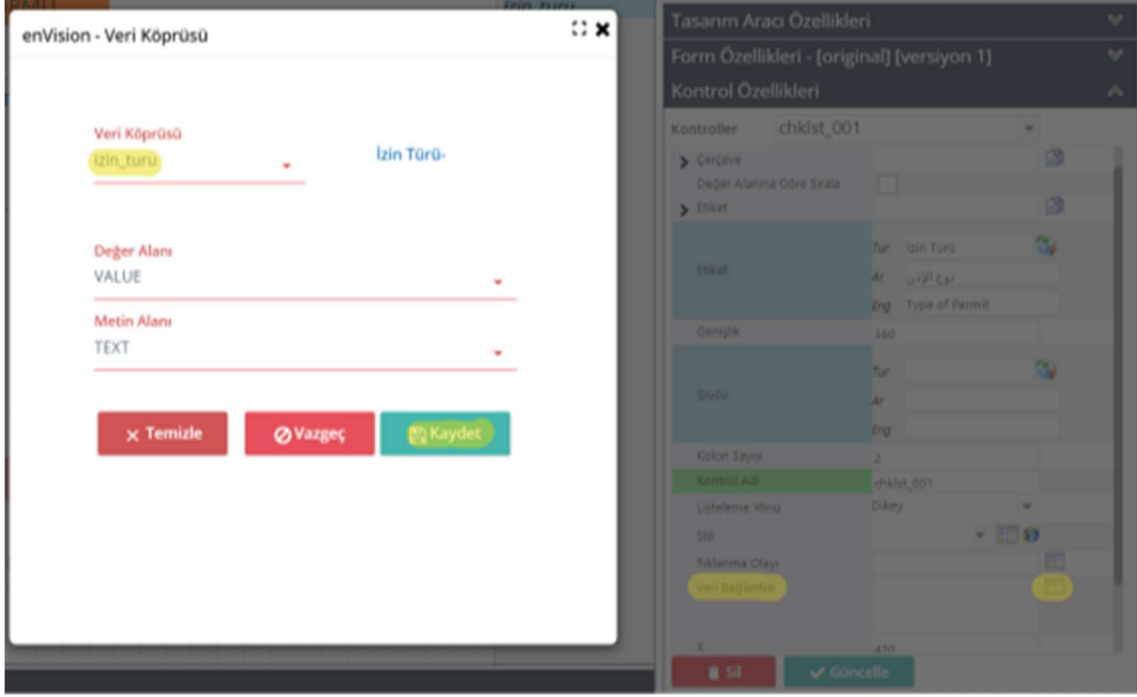 izin_turu
enVision - Veri Köprüsü
Veri Köprüsü
izin_turu
İzin Türü-
Değer Alanı
VALUE
Metin Alanı
TEXT
Temizle
Vazgeç
Kaydet
Tasarım Aracı Özellikleri
Form Özellikleri - [original] [versiyon 1]
Kontrol Özellikleri
Kontroller chklst_001
Çerçeve
Değer Alanına Göre Sırala
Etiket
Etiket
Tur İzin Türü
Ar نوع الإذن
Eng Type of Permit
Genişlik 360
İpucu
Tur
Ar
Eng
Kolon Sayısı 2
Kontrol Adı chklst_001
Listeleme Yönü Dikey
Stil
Tıklanma Olayı
Veri Bağlantısı
X 420
Sil
Güncelle